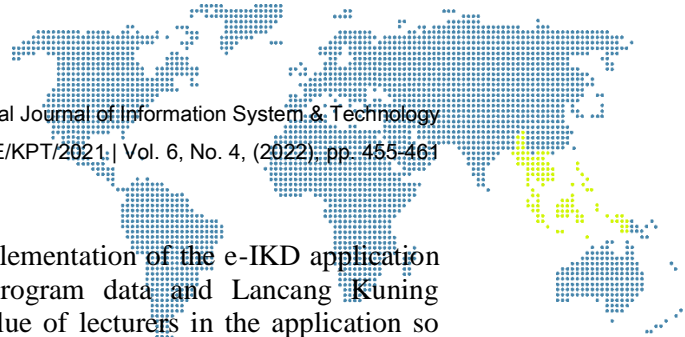 al Journal of Information System & Technology
E/KPT/2021 | Vol. 6, No. 4, (2022), pp. 455-461
lementation of the e-IKD application
rogram data and Lancang Kuning
lue of lecturers in the application so